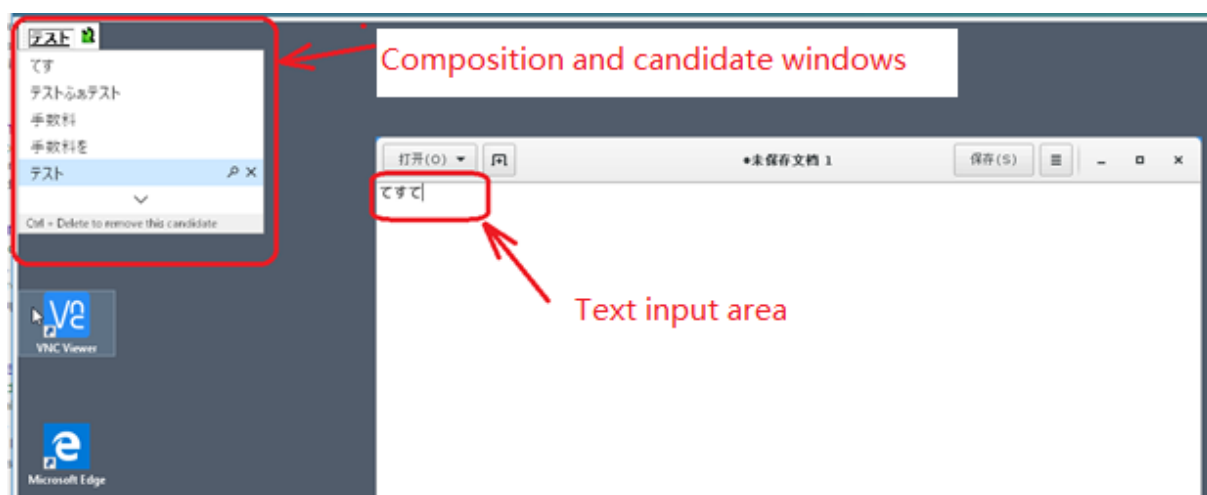 テスト
てす
テストふぁテスト
手数料
手数料を
テスト
Ctrl + Delete to remove this candidate
Composition and candidate windows
打开(O)
•未保存文档 1
保存(S)
てすて
Text input area
VNC Viewer
Microsoft Edge